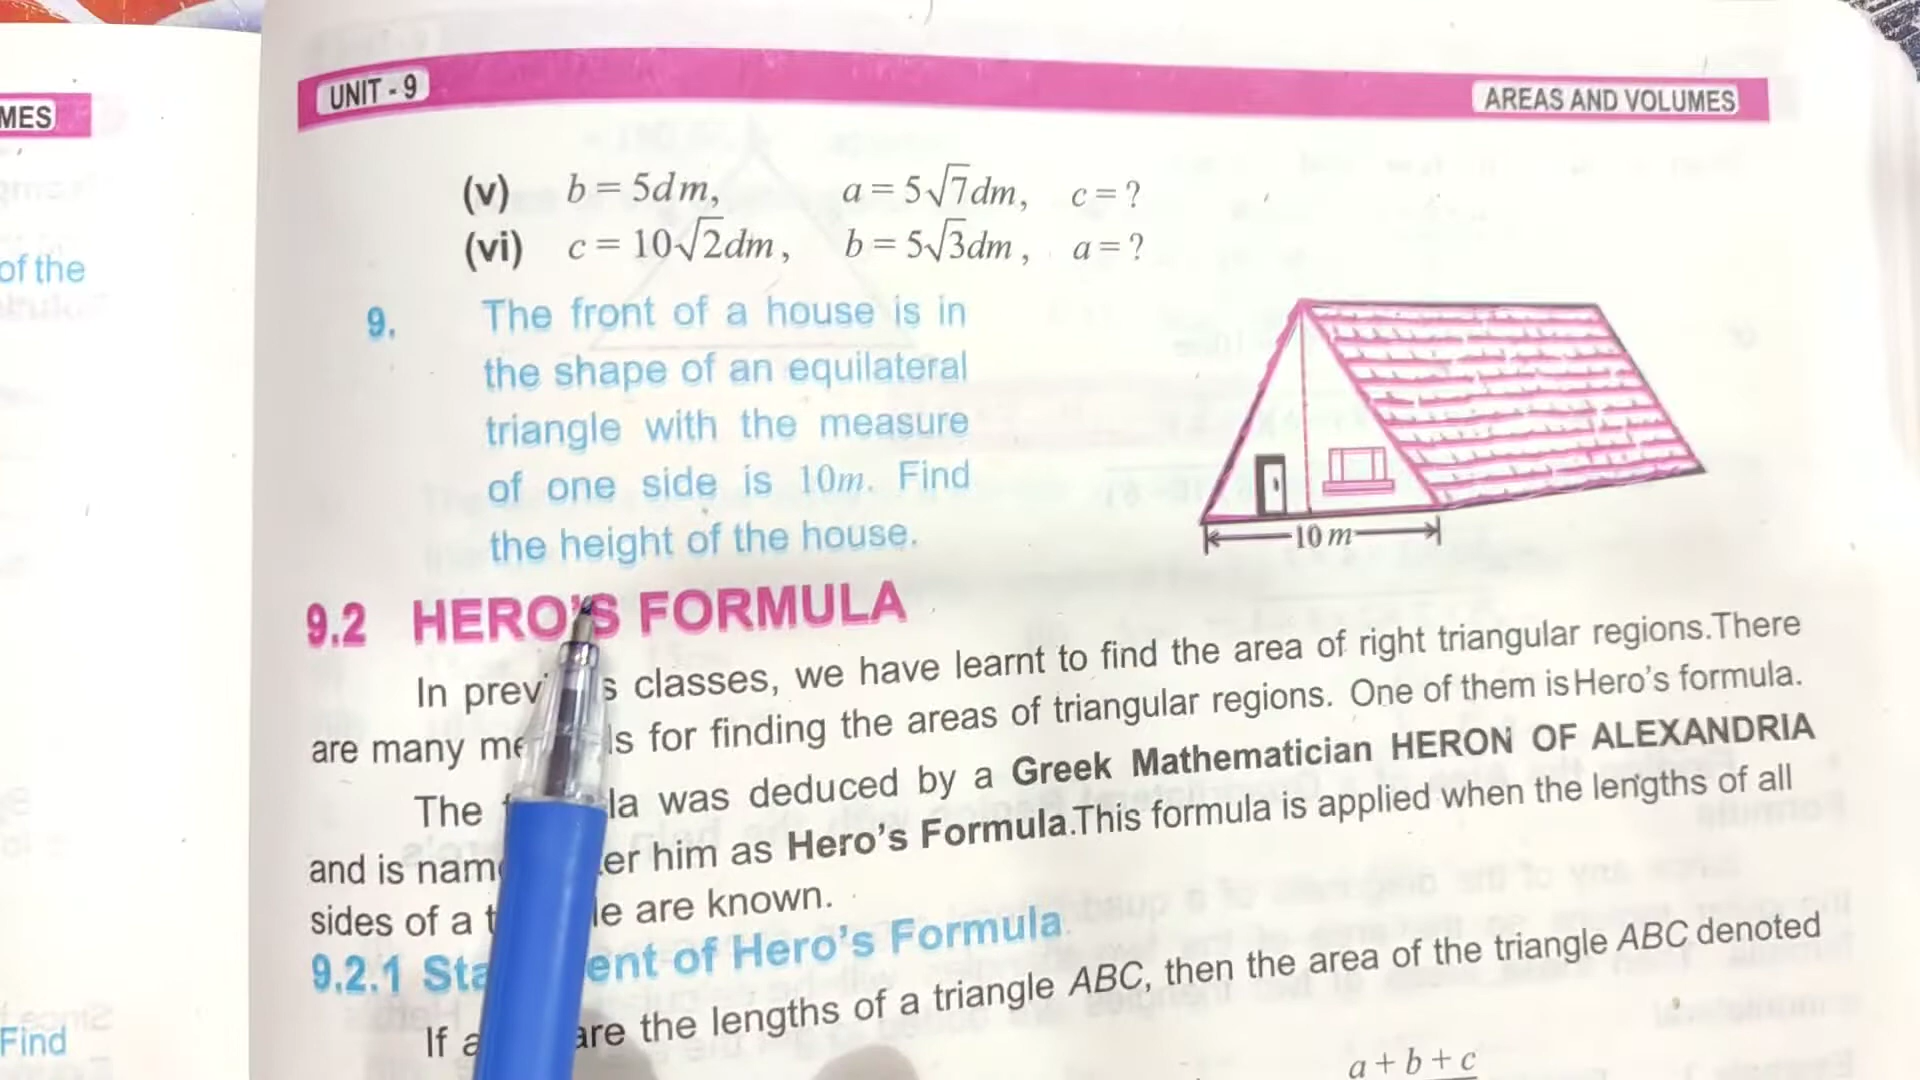 MES
of the
Find
UNIT - 9
AREAS AND VOLUMES
(v) b = 5dm, a = 5√7dm, c = ?
(vi) c = 10√2dm, b = 5√3dm, a = ?
9. The front of a house is in
the shape of an equilateral
triangle with the measure
of one side is 10m. Find
the height of the house.
10 m
9.2 HERO'S FORMULA
In prev s classes, we have learnt to find the area of right triangular regions.There
are many me ls for finding the areas of triangular regions. One of them is Hero's formula.
The la was deduced by a Greek Mathematician HERON OF ALEXANDRIA
and is nam er him as Hero's Formula.This formula is applied when the lengths of all
sides of a t le are known.
9.2.1 Sta ent of Hero's Formula
If a are the lengths of a triangle ABC, then the area of the triangle ABC denoted
a + b + c